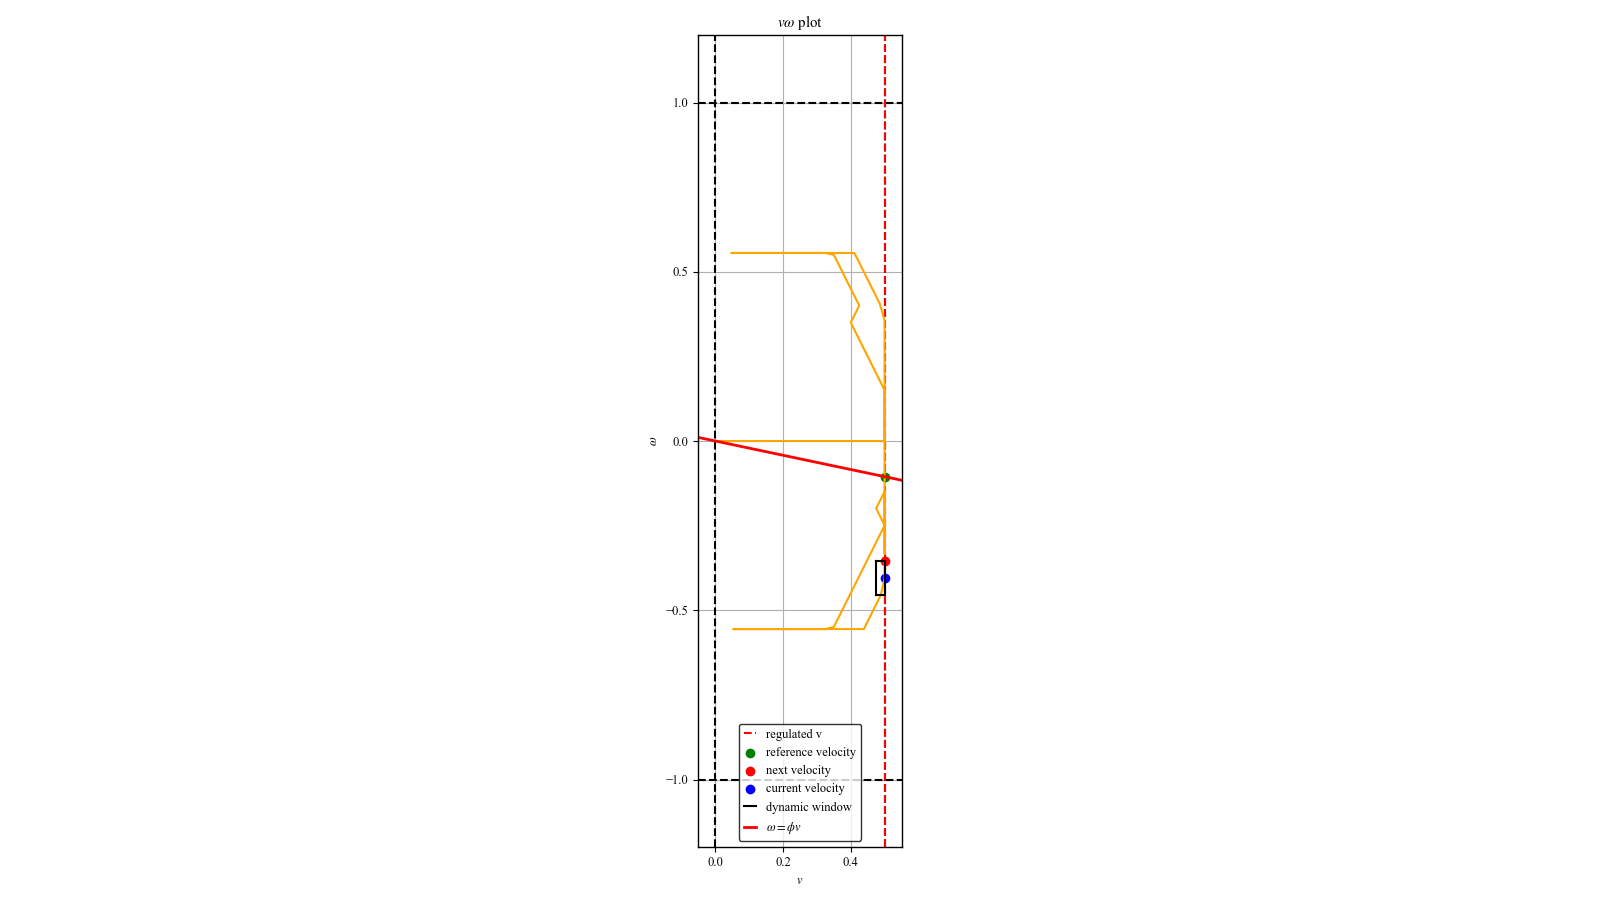 νω plot
1.0
0.5
0.0
−0.5
−1.0
ω
regulated v
reference velocity
next velocity
current velocity
dynamic window
ω = ϕv
0.0 0.2 0.4
v